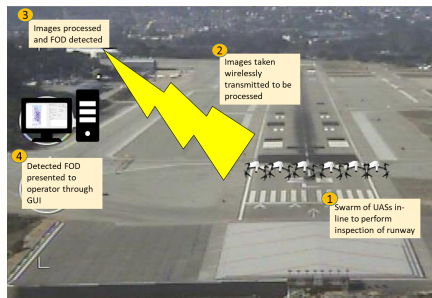 3
Images processed
and FOD detected
2
Images taken
wirelessly
transmitted to be
processed
4
Detected FOD
presented to
operator through
GUI
1
Swarm of UASs in-
line to perform
inspection of runway